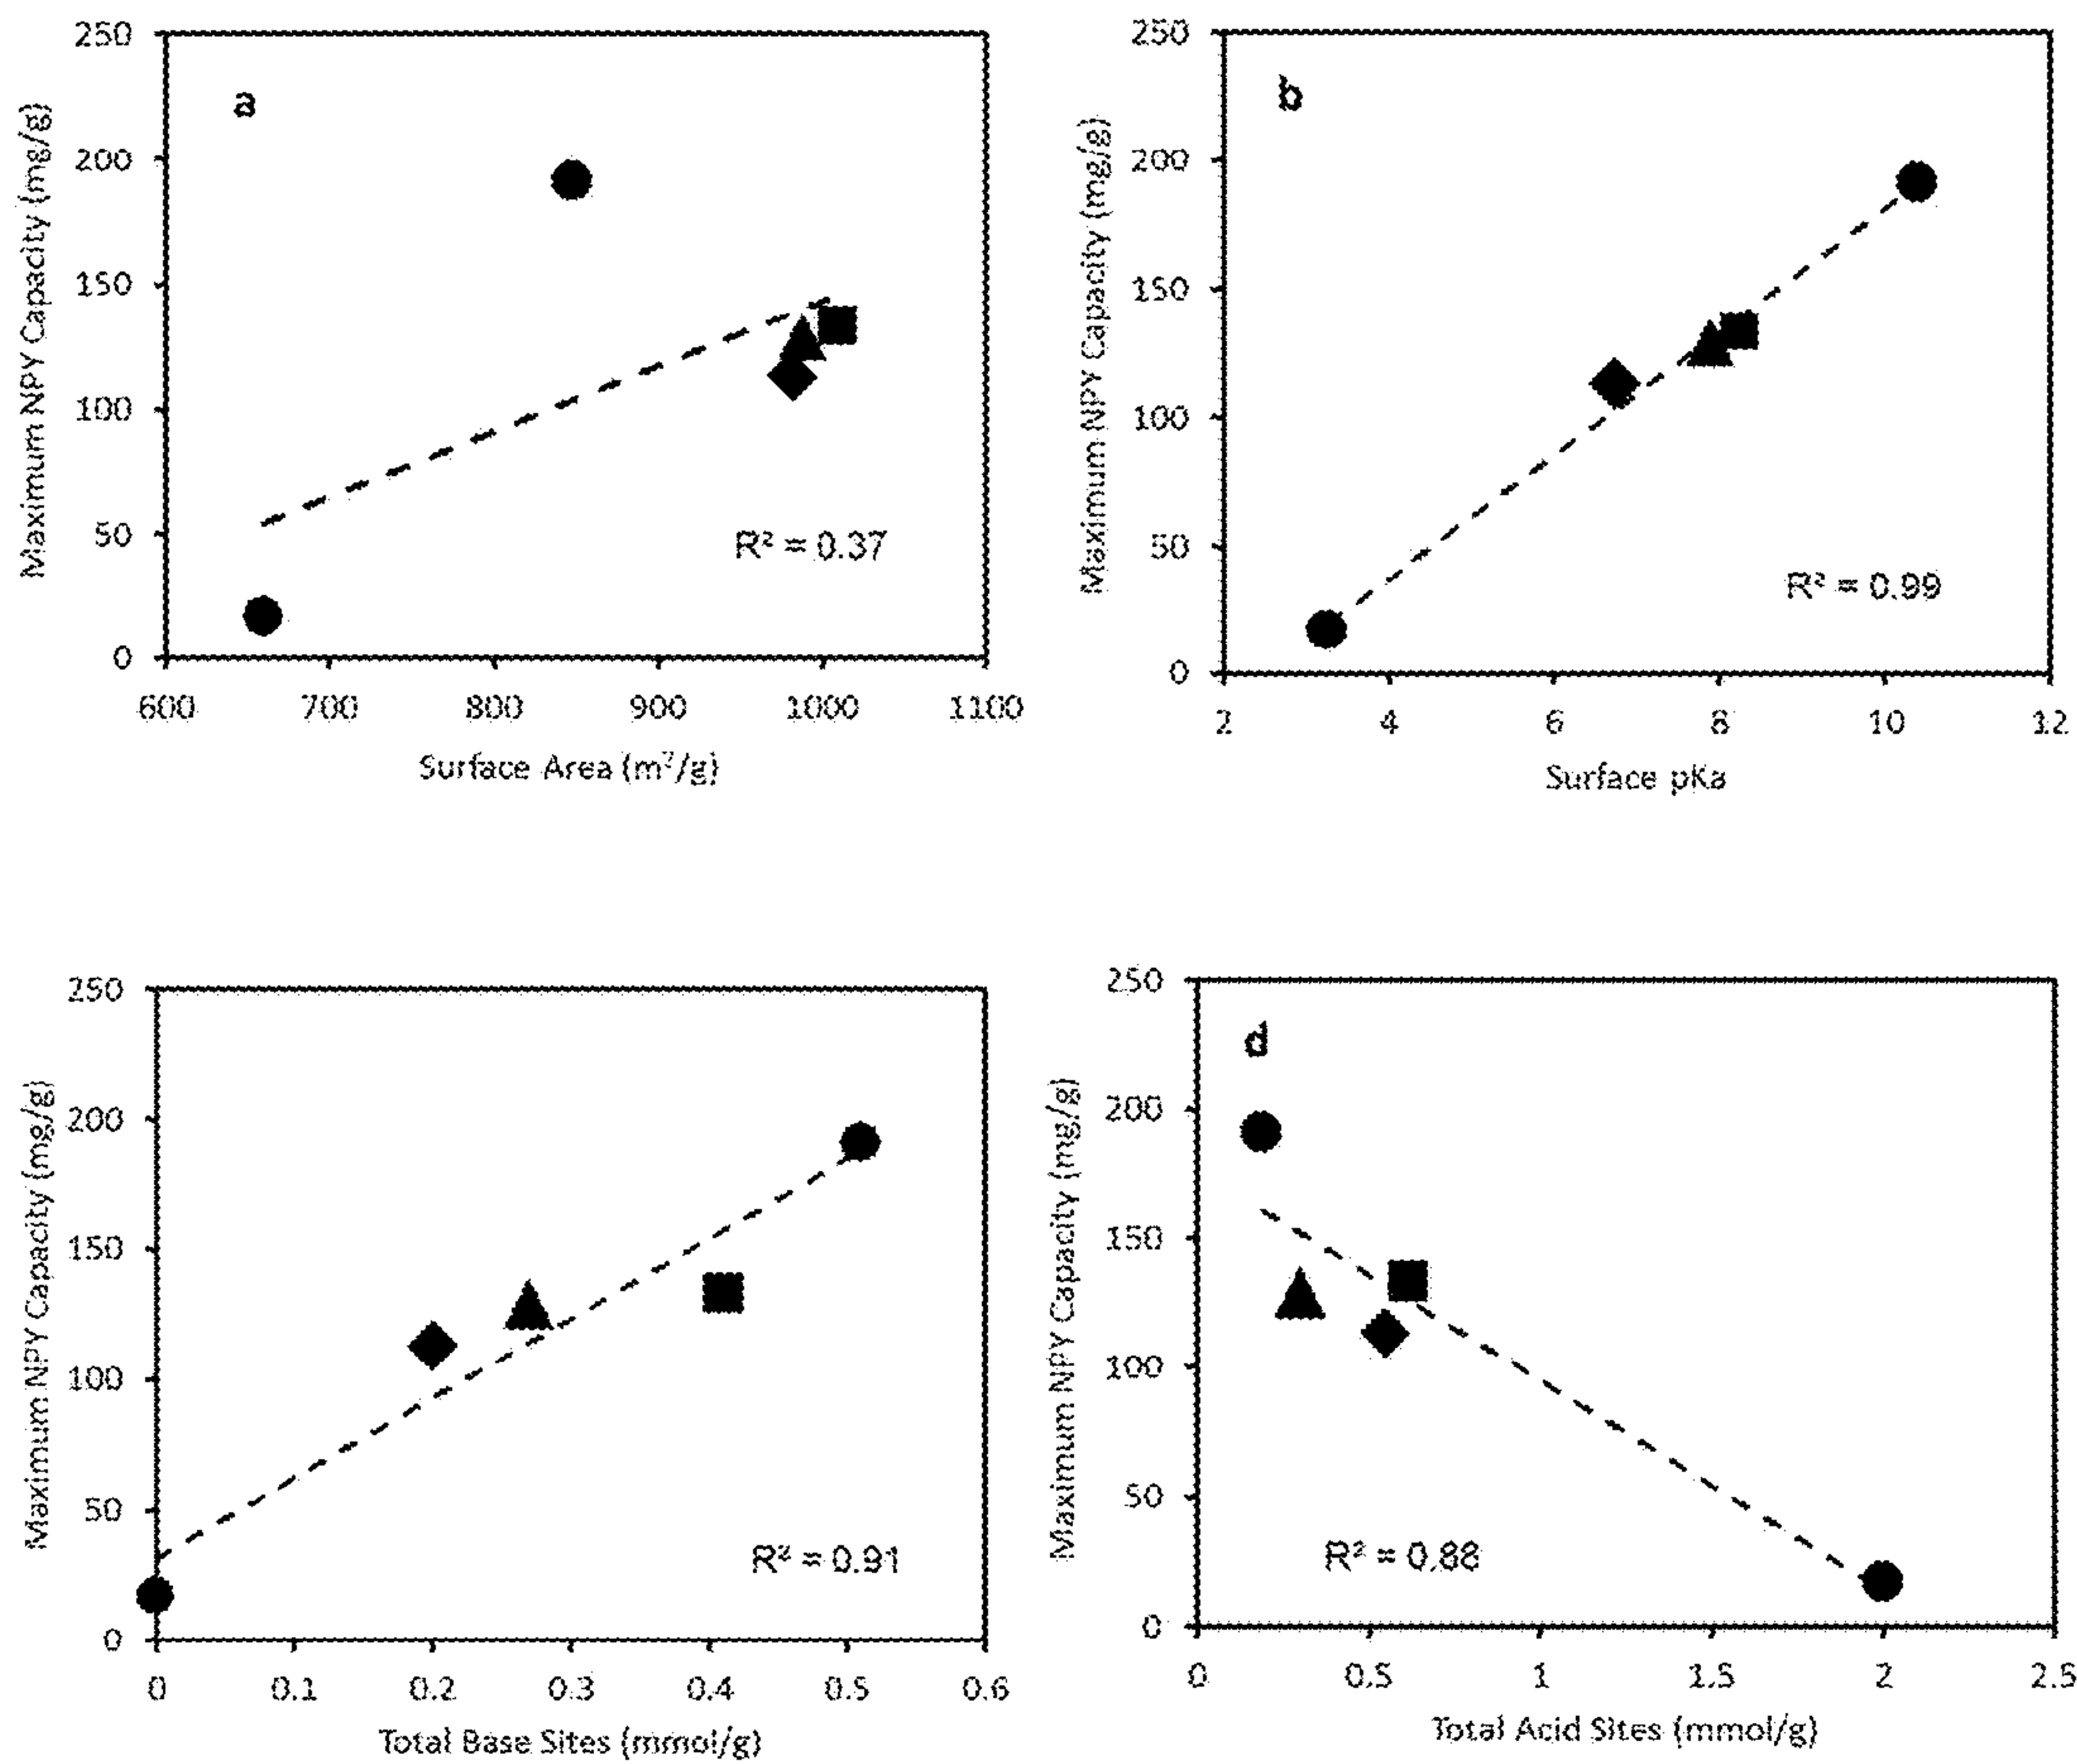 250
200
150
100
50
0
Maximum NPY Capacity (mg/g)
a
R² = 0.37
600 700 800 900 1000 1100
Surface Area (m²/g)
250
200
150
100
50
0
Maximum NPY Capacity (mg/g)
b
R² = 0.99
2 4 6 8 10 12
Surface pKa
250
200
150
100
50
0
Maximum NPY Capacity (mg/g)
R² = 0.91
0 0.1 0.2 0.3 0.4 0.5 0.6
Total Base Sites (mmol/g)
250
200
150
100
50
0
Maximum NPY Capacity (mg/g)
d
R² = 0.88
0 0.5 1 1.5 2 2.5
Total Acid Sites (mmol/g)